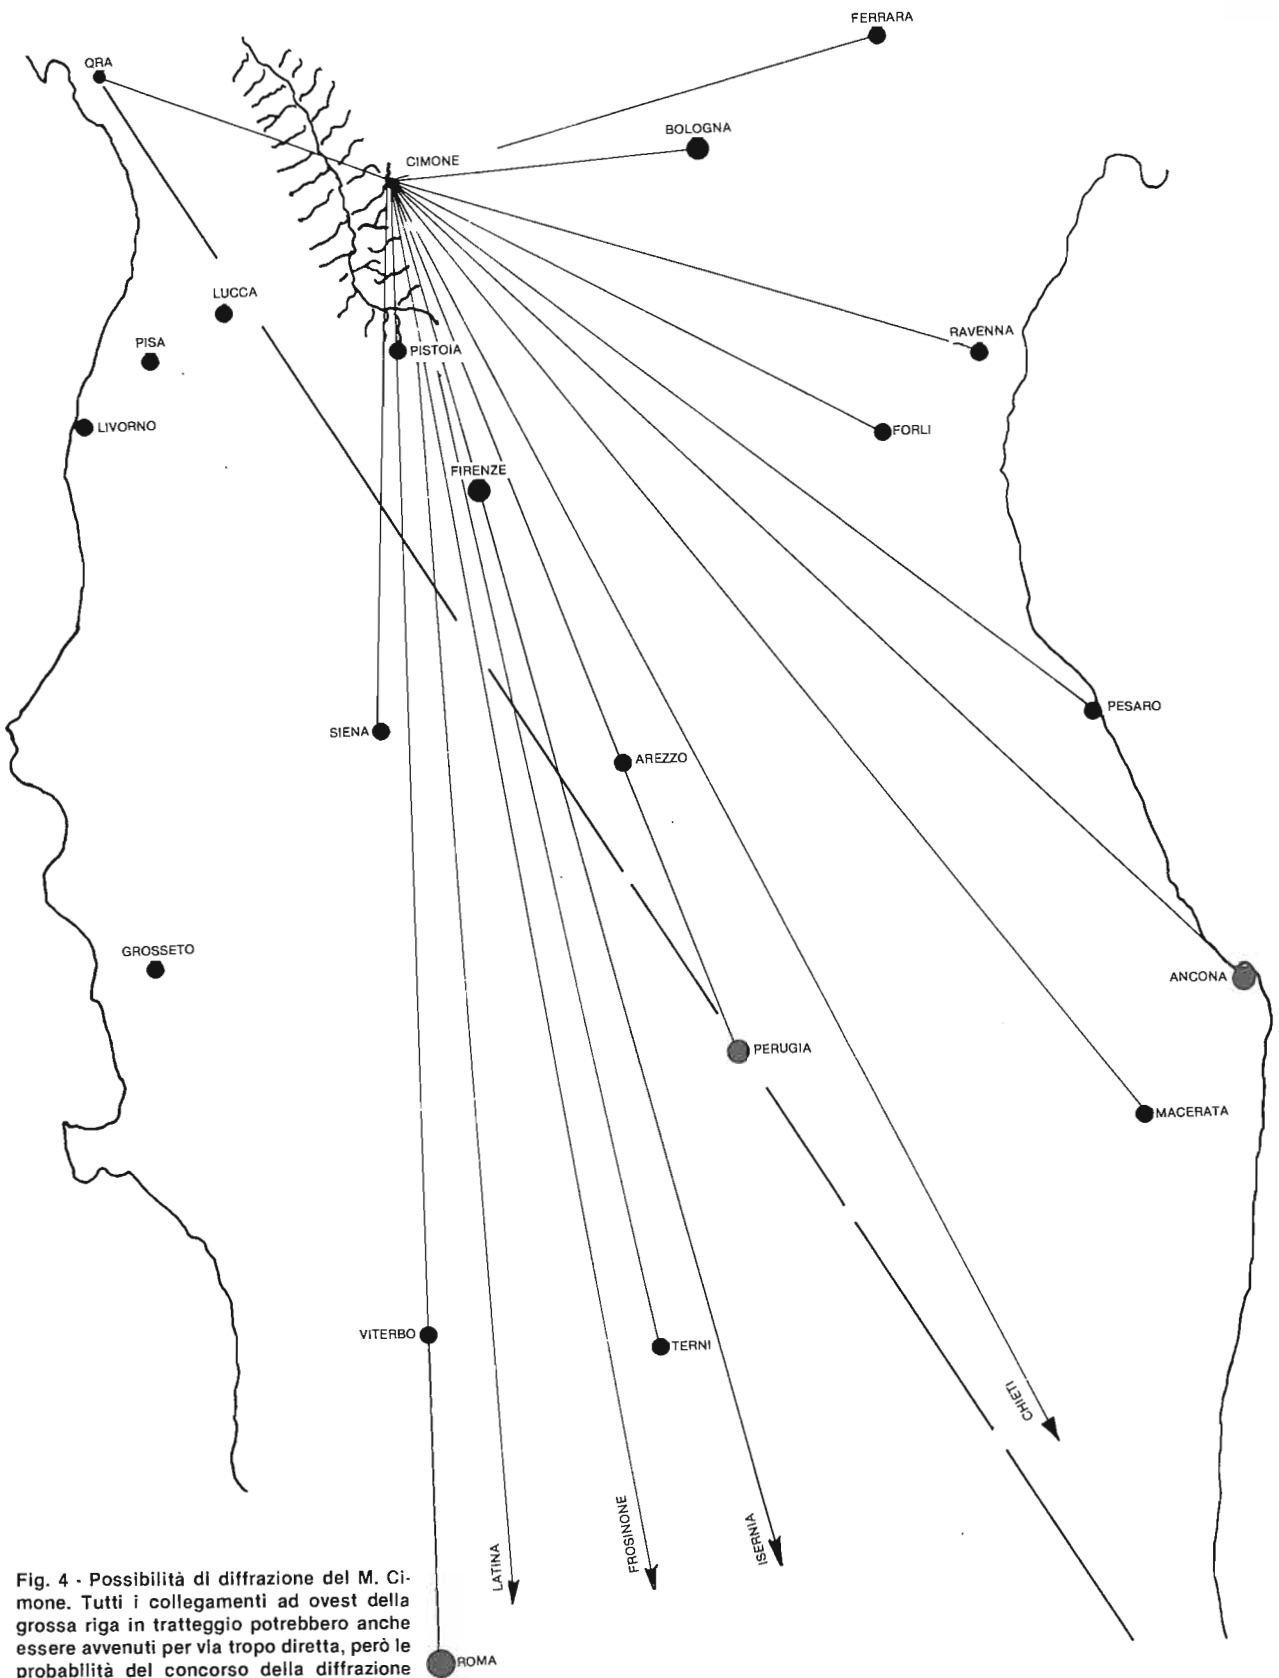 FERRARA
QRA
BOLOGNA
CIMONE
LUCCA
RAVENNA
PISA
PISTOIA
LIVORNO
FORLI
FIRENZE
PESARO
SIENA
AREZZO
GROSSETO
ANCONA
PERUGIA
MACERATA
VITERBO
TERNI
CHIETI
LATINA
FROSINONE
ISERNIA
Fig. 4 - Possibilità di diffrazione del M. Ci-
mone. Tutti i collegamenti ad ovest della
grossa riga in tratteggio potrebbero anche
essere avvenuti per via tropo diretta, però le
probabilità del concorso della diffrazione
ROMA